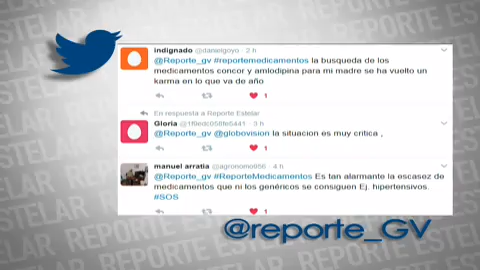 indignado @danielgoyo · 2 h
@Reporte_gv #reportemedicamentos la busqueda de los
medicamentos concor y amlodipina para mi madre se ha vuelto un
karma en lo que va de año
1
En respuesta a Reporte Estelar
Gloria @1f0edc056fe5441 · 3 h
@Reporte_gv @globovision la situacion es muy critica ,
1
manuel arratia @agronomo956 · 4 h
@Reporte_gv #ReporteMedicamentos Es tan alarmante la escasez de
medicamentos que ni los genéricos se consiguen Ej. hipertensivos.
#SOS
1
@reporte_GV
REPORTE ESTELAR